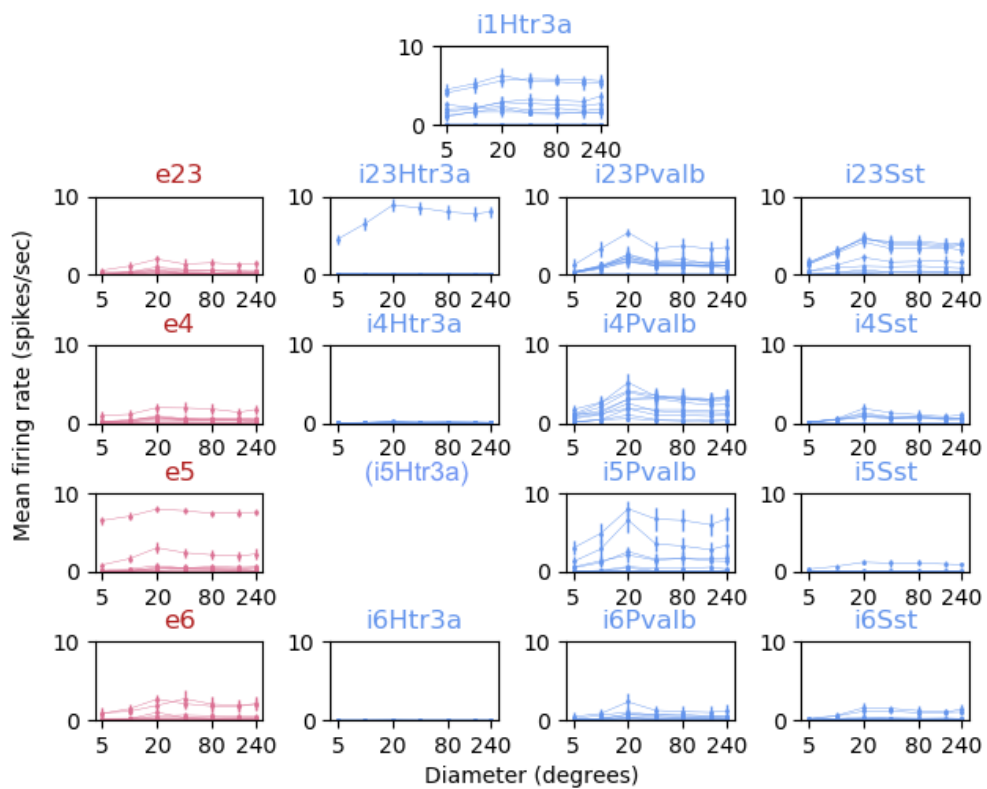 i1Htr3a
10
0
5 20 80 240
e23 i23Htr3a i23Pvalb i23Sst
10 10 10 10
0 0 0 0
5 20 80 240 5 20 80 240 5 20 80 240 5 20 80 240
e4 i4Htr3a i4Pvalb i4Sst
10 10 10 10
0 0 0 0
5 20 80 240 5 20 80 240 5 20 80 240 5 20 80 240
e5 (i5Htr3a) i5Pvalb i5Sst
10 10 10
0 0 0
5 20 80 240 5 20 80 240 5 20 80 240
e6 i6Htr3a i6Pvalb i6Sst
10 10 10 10
0 0 0 0
5 20 80 240 5 20 80 240 5 20 80 240 5 20 80 240
Mean firing rate (spikes/sec)
Diameter (degrees)